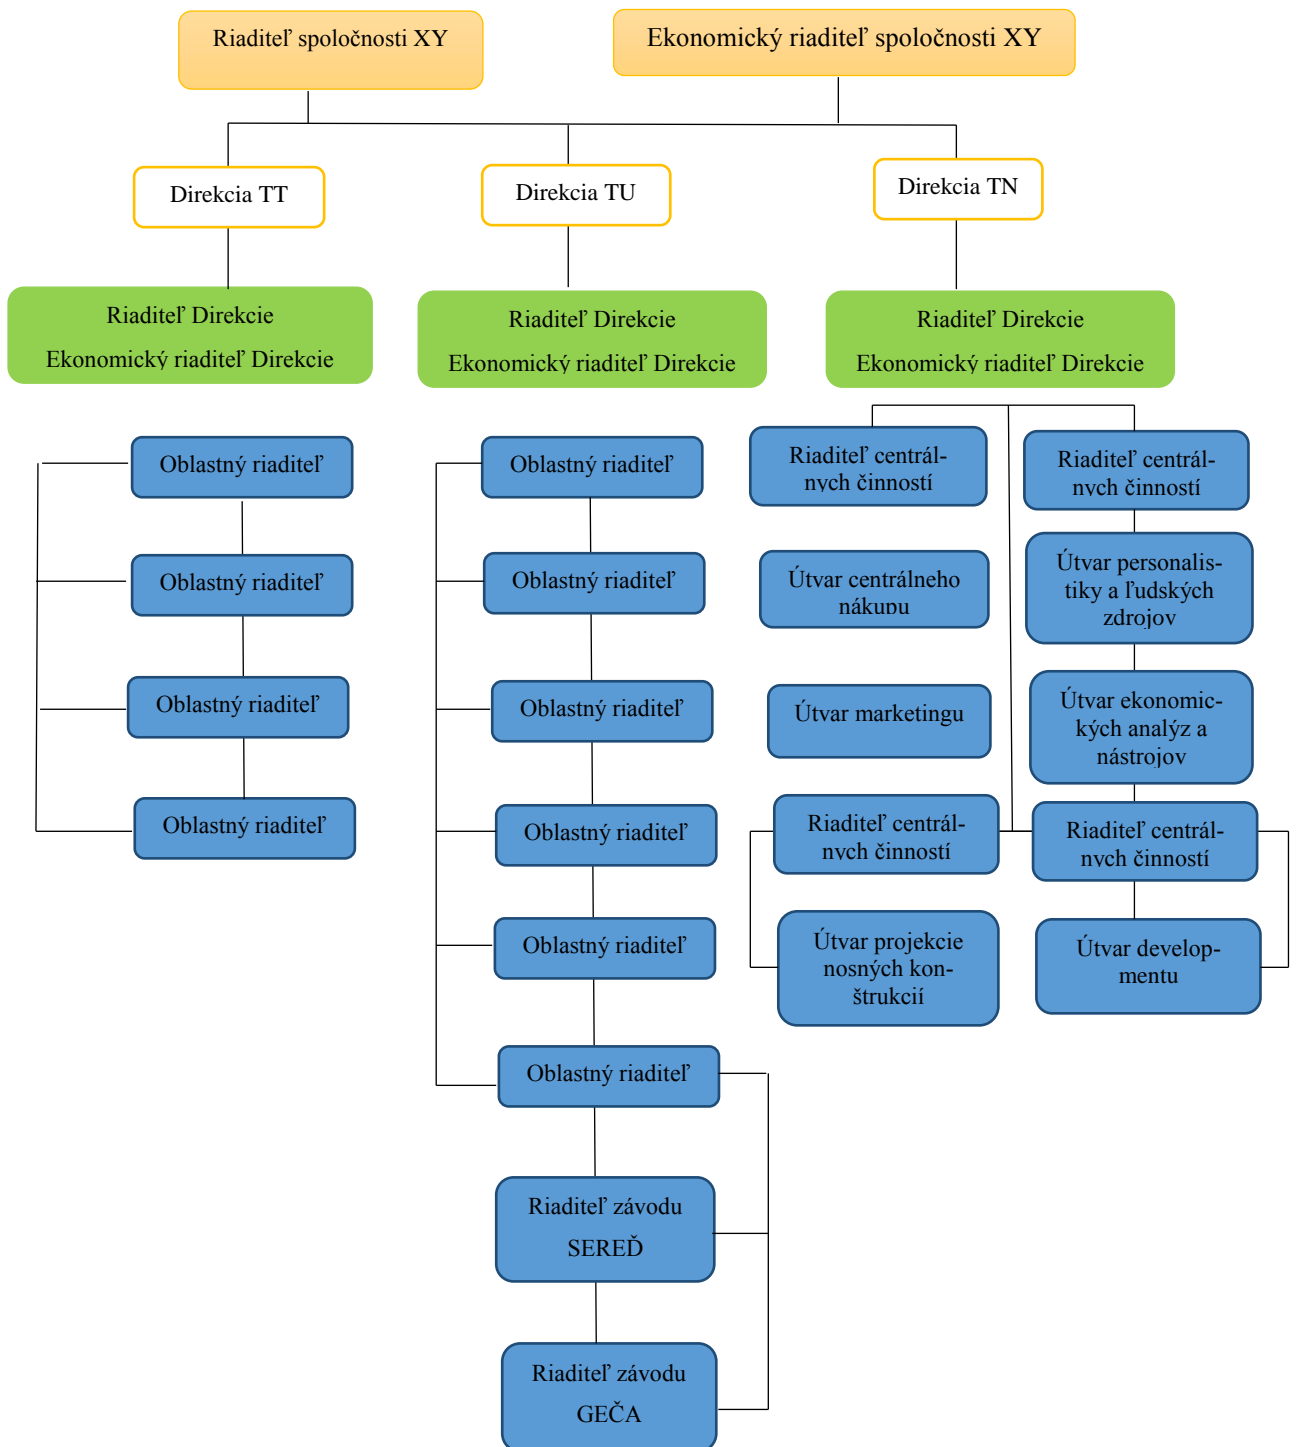 Riaditeľ spoločnosti XY
Ekonomický riaditeľ spoločnosti XY
Direkcia TT
Direkcia TU
Direkcia TN
Riaditeľ Direkcie
Ekonomický riaditeľ Direkcie
Riaditeľ Direkcie
Ekonomický riaditeľ Direkcie
Riaditeľ Direkcie
Ekonomický riaditeľ Direkcie
Oblastný riaditeľ
Oblastný riaditeľ
Oblastný riaditeľ
Oblastný riaditeľ
Oblastný riaditeľ
Oblastný riaditeľ
Oblastný riaditeľ
Oblastný riaditeľ
Oblastný riaditeľ
Oblastný riaditeľ
Riaditeľ závodu
SEREĎ
Riaditeľ závodu
GEČA
Riaditeľ centrál-
nych činností
Útvar centrálneho
nákupu
Útvar marketingu
Riaditeľ centrál-
nych činností
Útvar projekcie
nosných kon-
štrukcií
Riaditeľ centrál-
nych činností
Útvar personalis-
tiky a ľudských
zdrojov
Útvar ekonomic-
kých analýz a
nástrojov
Riaditeľ centrál-
nych činností
Útvar develop-
mentu